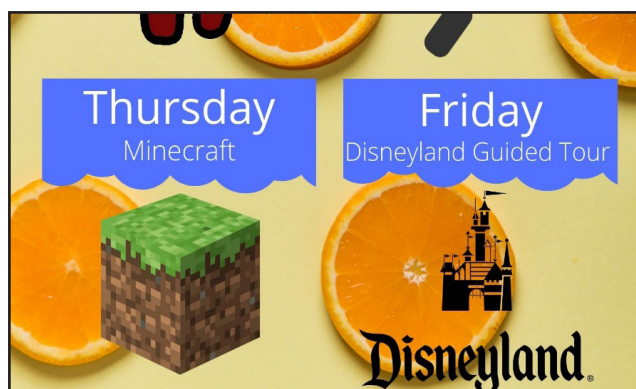 Thursday
Minecraft
Friday
Disneyland Guided Tour
Disneyland®